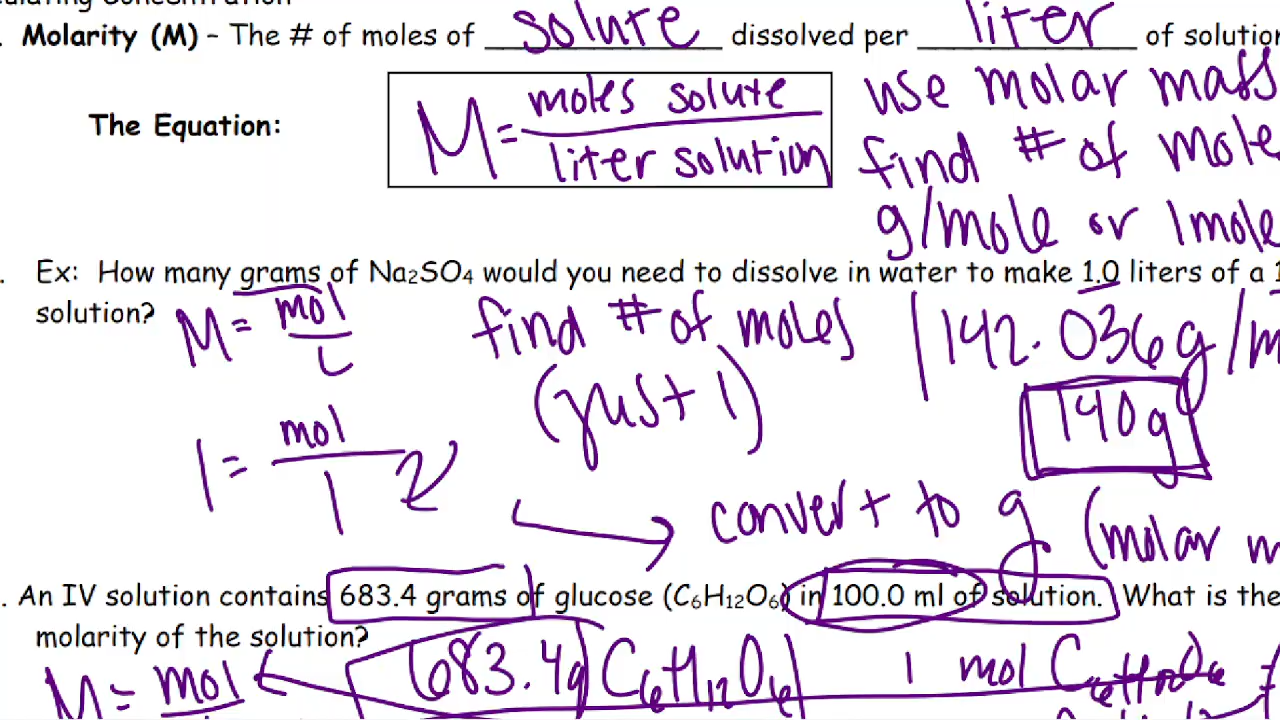 . Molarity (M) – The # of moles of solute dissolved per liter of solution
use molar mass
The Equation: M = moles solute / liter solution
find # of mole
g/mole or 1mole
. Ex: How many grams of Na₂SO₄ would you need to dissolve in water to make 1.0 liters of a 1
solution? M = mol / L find # of moles 142.036g/m
(just 1) 140g
1 = mol / 1
convert to g (molar m
. An IV solution contains 683.4 grams of glucose (C₆H₁₂O₆) in 100.0 ml of solution. What is the
molarity of the solution?
M = mol 683.4g C₆H₁₂O₆ 1 mol C₆H₁₂O₆